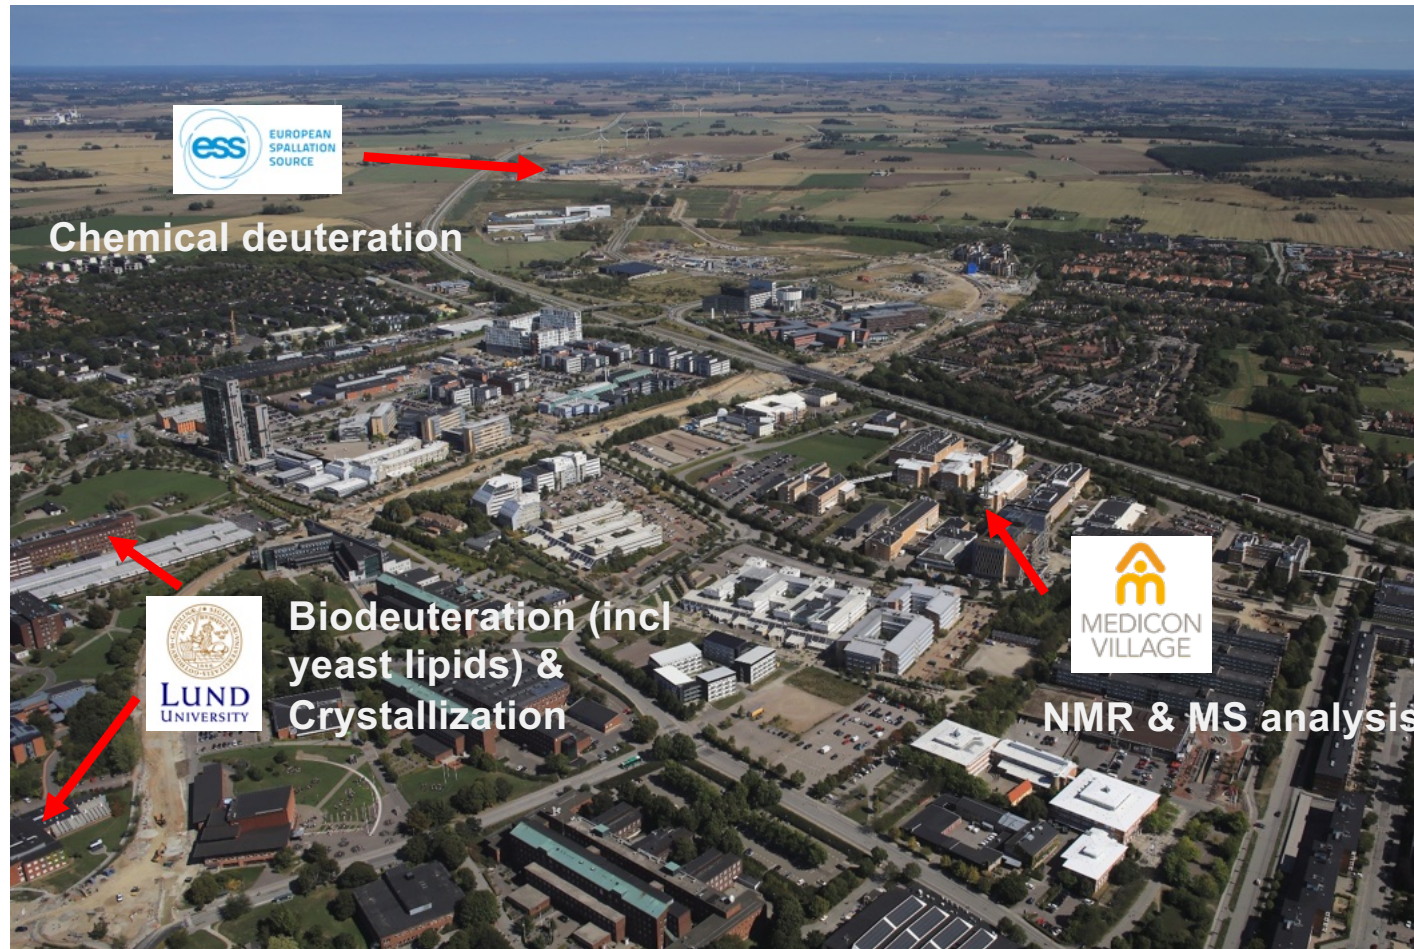 ess
EUROPEAN
SPALLATION
SOURCE
Chemical deuteration
LUND
UNIVERSITY
Biodeuteration (incl
yeast lipids) &
Crystallization
MEDICON
VILLAGE
NMR & MS analysis